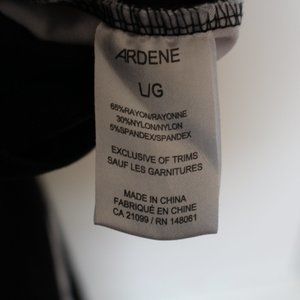 ARDENE
L/G
65%RAYON/RAYONNE
30%NYLON/NYLON
5%SPANDEX/SPANDEX
EXCLUSIVE OF TRIMS
SAUF LES GARNITURES
MADE IN CHINA
FABRIQUÉ EN CHINE
CA 21099 / RN 148061